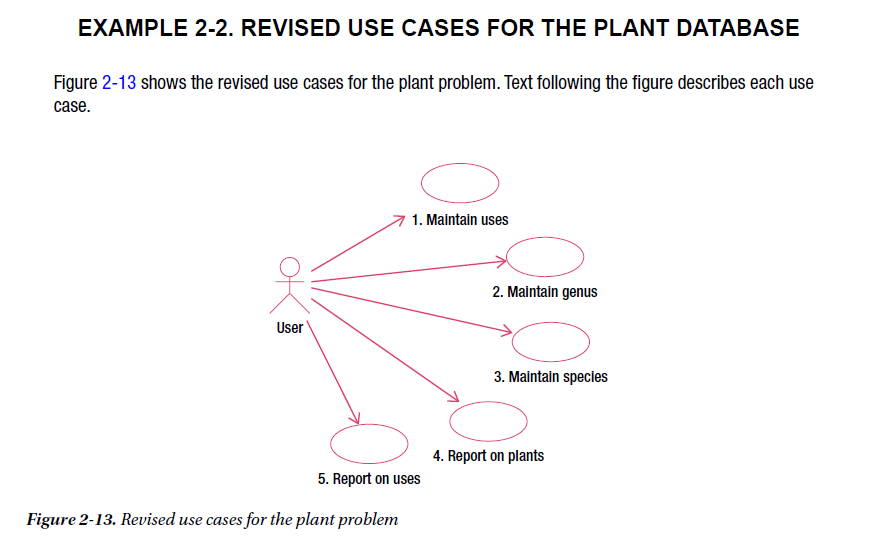 EXAMPLE 2-2. REVISED USE CASES FOR THE PLANT DATABASE
Figure 2-13 shows the revised use cases for the plant problem. Text following the figure describes each use
case.
1. Maintain uses
2. Maintain genus
User
3. Maintain species
4. Report on plants
5. Report on uses
Figure 2-13. Revised use cases for the plant problem